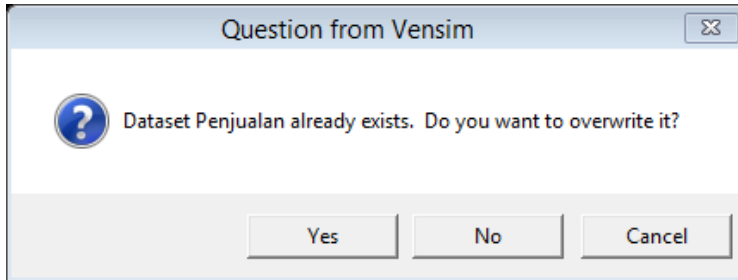 Question from Vensim
Dataset Penjualan already exists.  Do you want to overwrite it?
Yes
No
Cancel